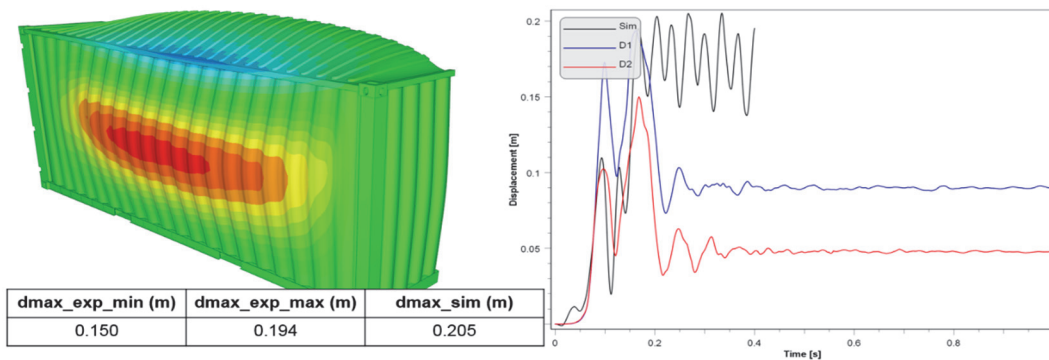 dmax_exp_min (m) dmax_exp_max (m) dmax_sim (m)
0.150 0.194 0.205
Sim
D1
D2
Displacement [m]
0.2
0.15
0.1
0.05
0 0.2 0.4 0.6 0.8
Time [s]